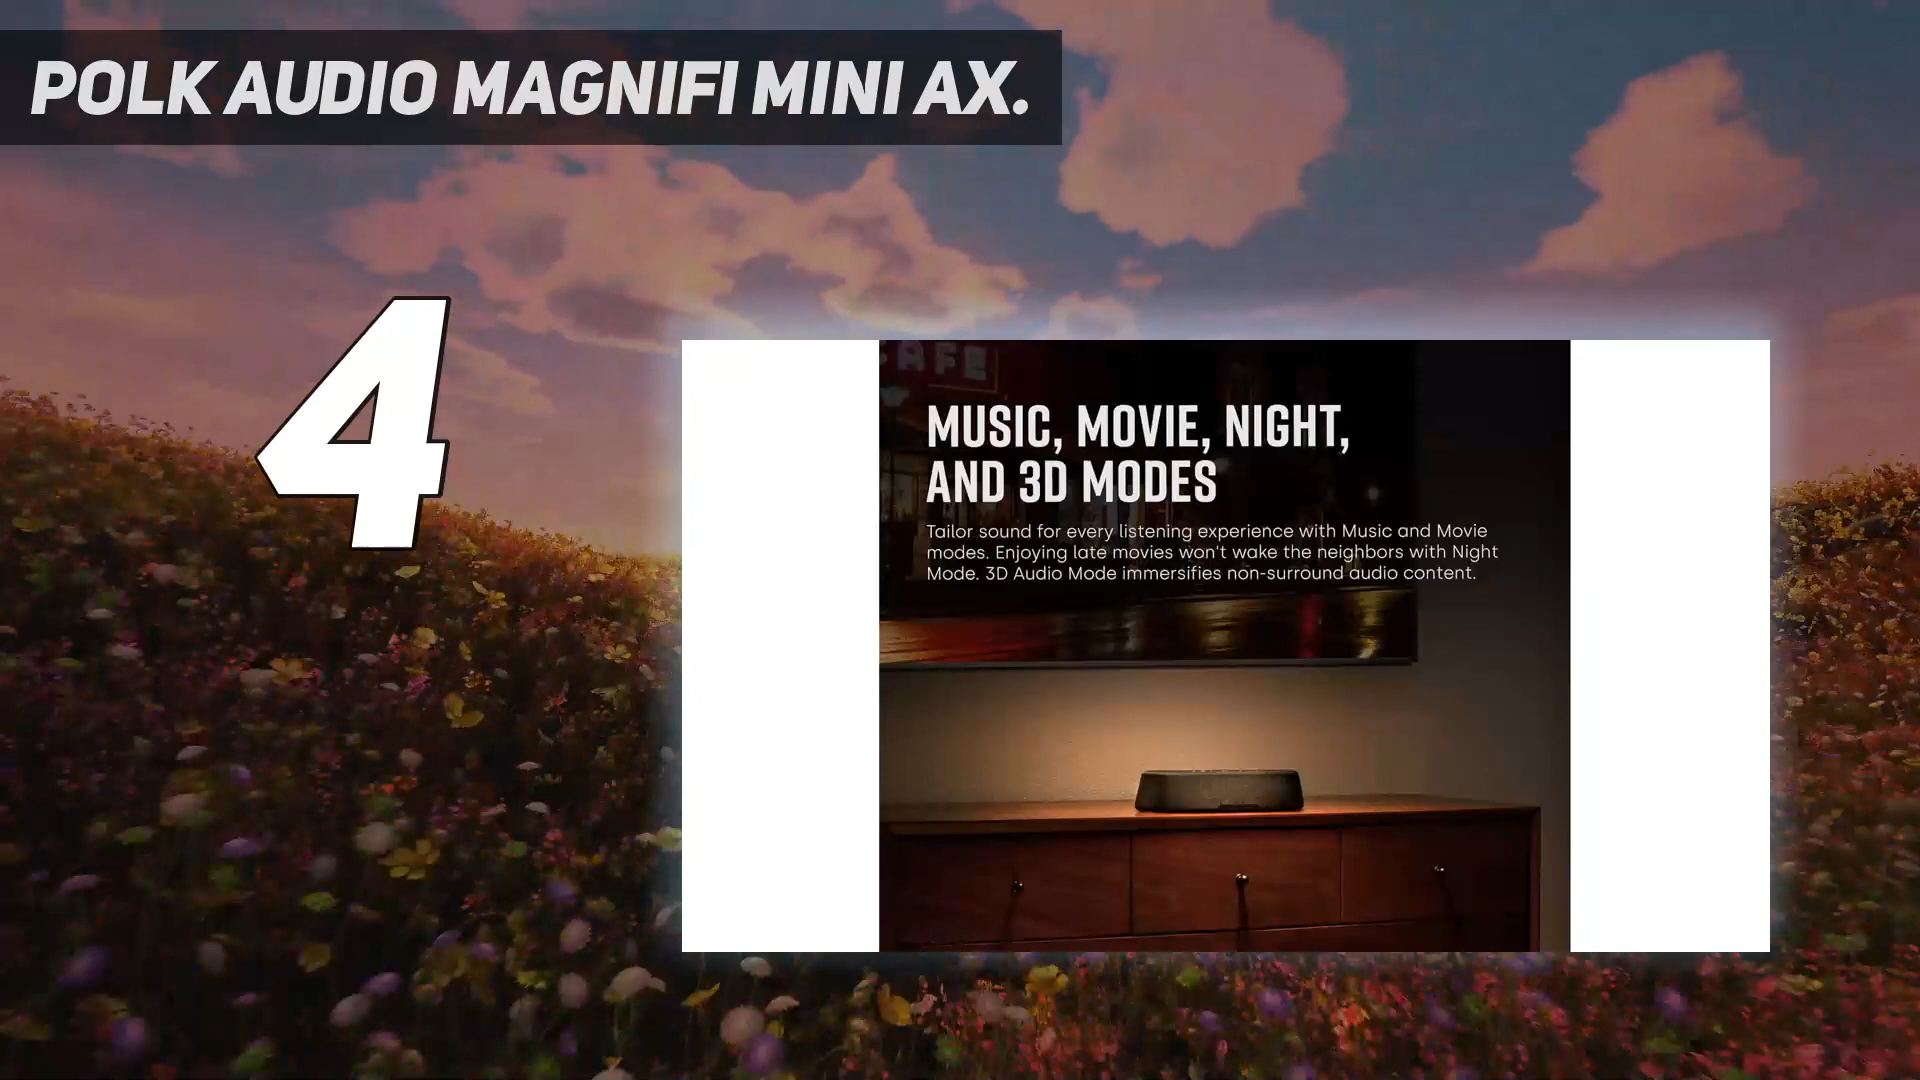 POLK AUDIO MAGNIFI MINI AX.
4
CAFE
MUSIC, MOVIE, NIGHT,
AND 3D MODES
Tailor sound for every listening experience with Music and Movie
modes. Enjoying late movies won't wake the neighbors with Night
Mode. 3D Audio Mode immersifies non-surround audio content.